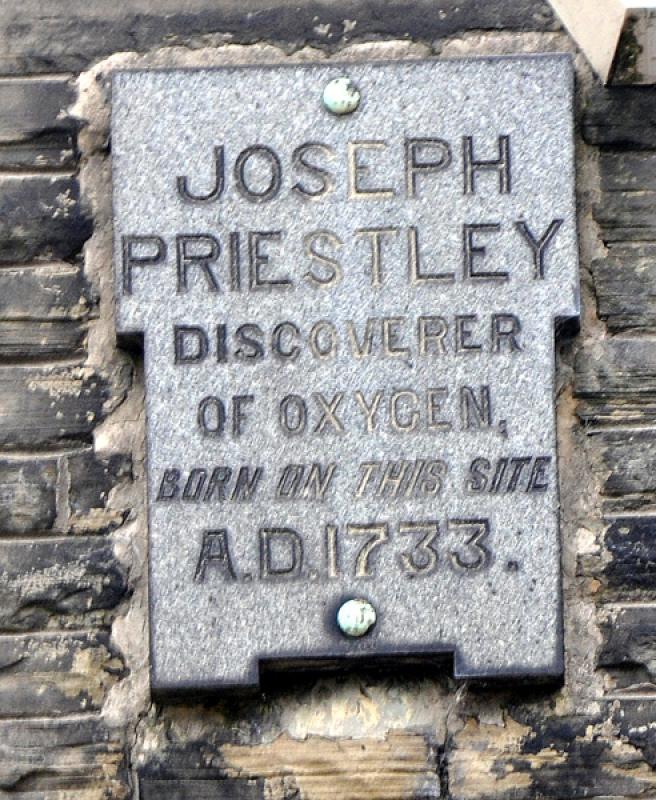 JOSEPH
PRIESTLEY
DISCOVERER
OF OXYGEN,
BORN ON THIS SITE
A.D.1733.